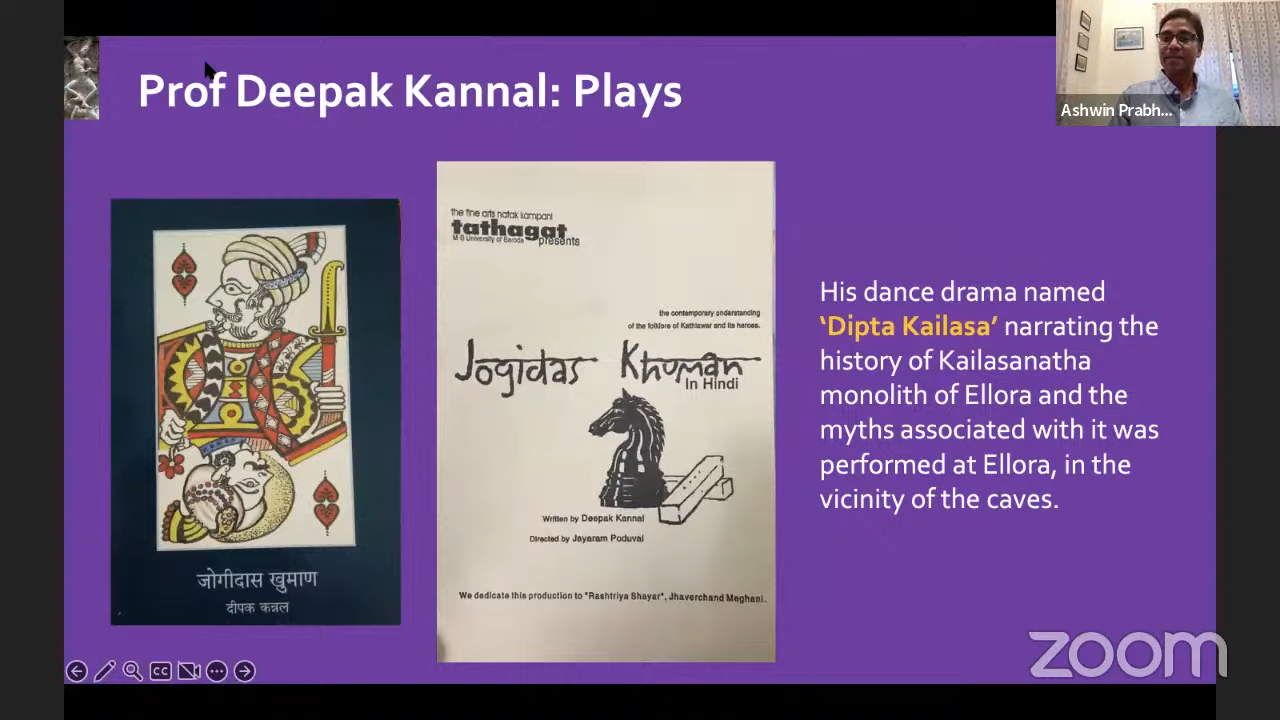 Prof Deepak Kannal: Plays
Ashwin Prabh...
जोगीदास खुमाण
दीपक कन्नल
the fine arts natak kampani
tathagat
M S University of Baroda presents
the contemporary understanding
of the folklore of Kathiawar and its heroes.
Jogidas Khuman
In Hindi
Written by Deepak Kannal
Directed by Jayaram Poduval
We dedicate this production to "Rashtriya Shayar", Jhaverchand Meghani.
His dance drama named
‘Dipta Kailasa’ narrating the
history of Kailasanatha
monolith of Ellora and the
myths associated with it was
performed at Ellora, in the
vicinity of the caves.
CC
zoom